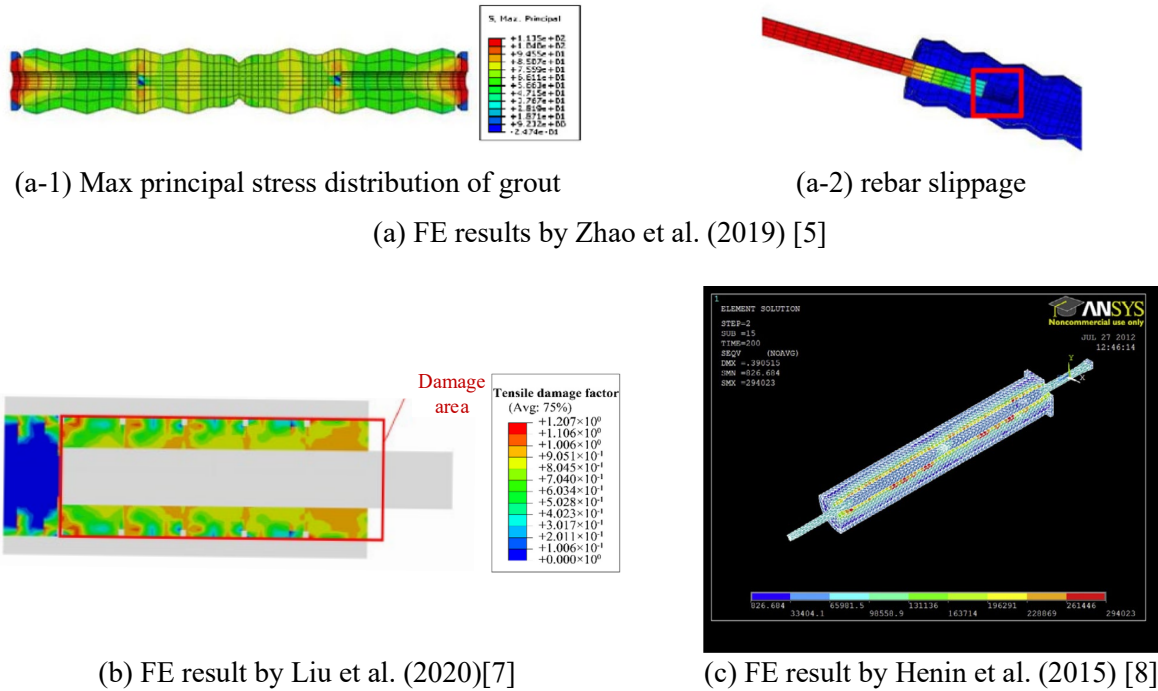 S, Max. Principal
+1.135e+02
+1.040e+02
+9.455e+01
+8.507e+01
+7.559e+01
+6.611e+01
+5.663e+01
+4.715e+01
+3.767e+01
+2.819e+01
+1.871e+01
+9.232e+00
-2.474e-01
(a-1) Max principal stress distribution of grout
(a-2) rebar slippage
(a) FE results by Zhao et al. (2019) [5]
Damage
area
Tensile damage factor
(Avg: 75%)
+1.207×10⁰
+1.106×10⁰
+1.006×10⁰
+9.051×10⁻¹
+8.045×10⁻¹
+7.040×10⁻¹
+6.034×10⁻¹
+5.028×10⁻¹
+4.023×10⁻¹
+3.017×10⁻¹
+2.011×10⁻¹
+1.006×10⁻¹
+0.000×10⁰
(b) FE result by Liu et al. (2020)[7]
1
ELEMENT SOLUTION
STEP=2
SUB =15
TIME=200
SEQV (NOAVG)
DMX =.390515
SMN =826.684
SMX =294023
ANSYS
Noncommercial use only
JUL 27 2012
12:46:14
Y
X
826.684 65981.5 131136 196291 261446
33404.1 98558.9 163714 228869 294023
(c) FE result by Henin et al. (2015) [8]